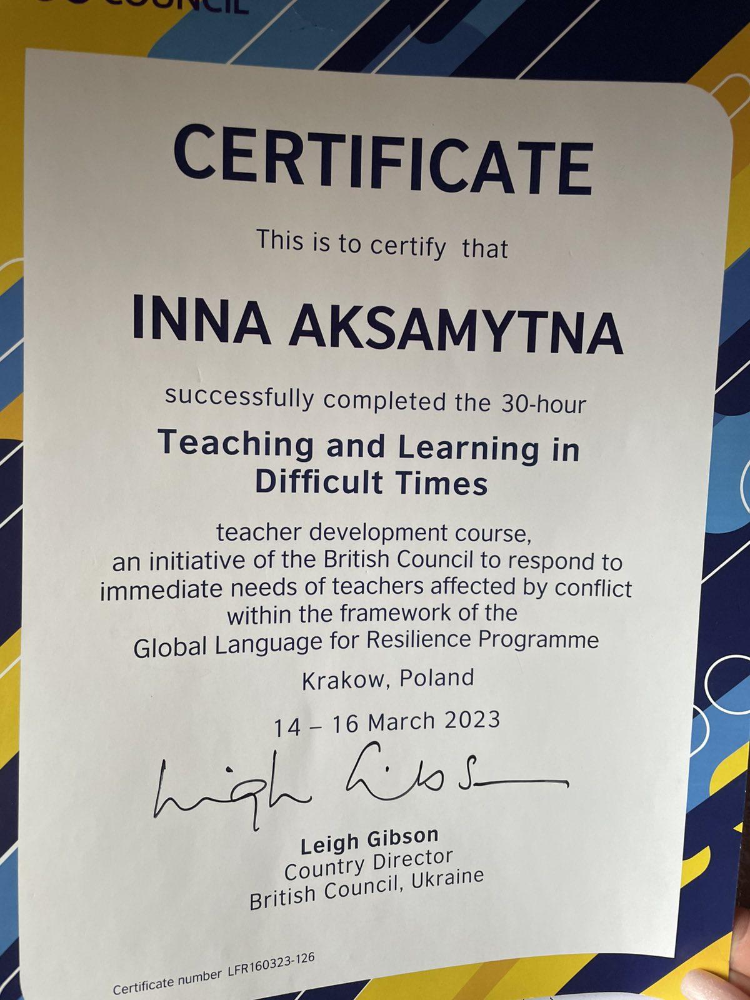 COUNCIL
CERTIFICATE
This is to certify that
INNA AKSAMYTNA
successfully completed the 30-hour
Teaching and Learning in
Difficult Times
teacher development course,
an initiative of the British Council to respond to
immediate needs of teachers affected by conflict
within the framework of the
Global Language for Resilience Programme
Krakow, Poland
14 – 16 March 2023
Leigh Gibson
Leigh Gibson
Country Director
British Council, Ukraine
Certificate number LFR160323-126